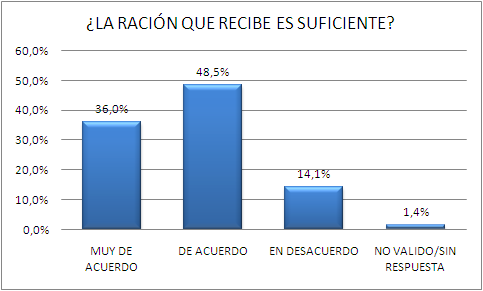 ¿LA RACIÓN QUE RECIBE ES SUFICIENTE?
60,0%
50,0%
40,0%
30,0%
20,0%
10,0%
0,0%
36,0%
48,5%
14,1%
1,4%
MUY DE
ACUERDO
DE ACUERDO
EN DESACUERDO
NO VALIDO/SIN
RESPUESTA